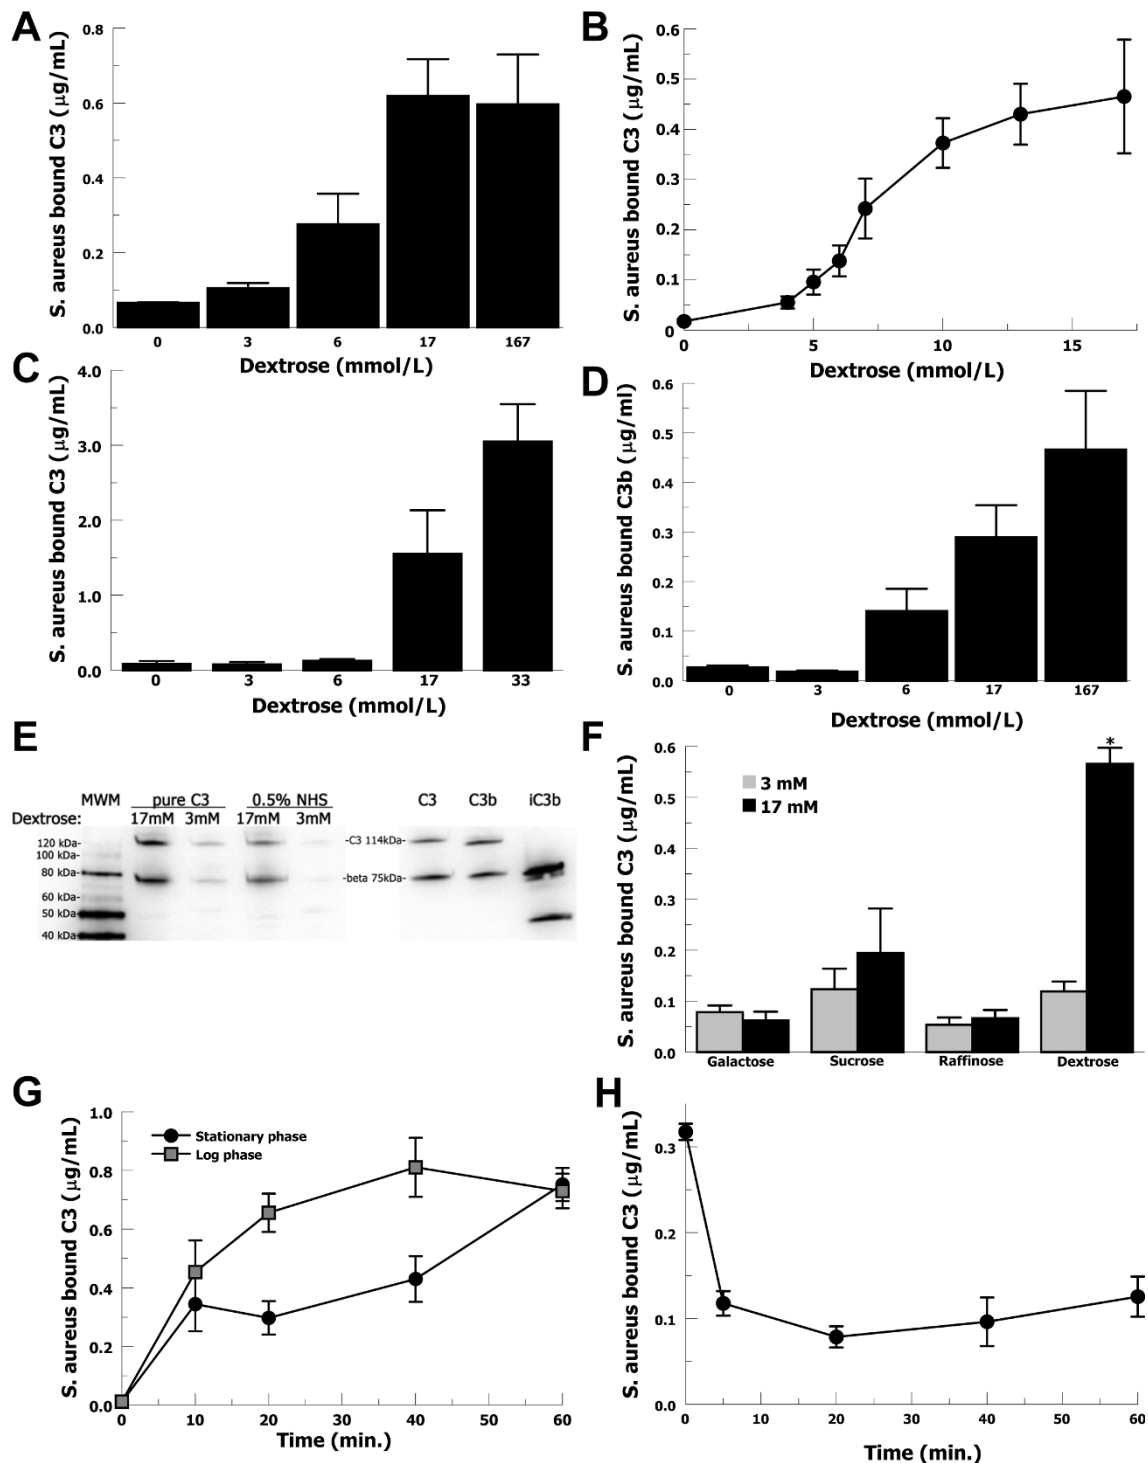 A
S. aureus bound C3 (μg/mL)
0.8
0.6
0.4
0.2
0.0
0 3 6 17 167
Dextrose (mmol/L)
B
S. aureus bound C3 (μg/mL)
0.6
0.5
0.4
0.3
0.2
0.1
0
0 5 10 15
Dextrose (mmol/L)
C
S. aureus bound C3 (μg/mL)
4.0
3.0
2.0
1.0
0.0
0 3 6 17 33
Dextrose (mmol/L)
D
S. aureus bound C3b (μg/ml)
0.6
0.5
0.4
0.3
0.2
0.1
0.0
0 3 6 17 167
Dextrose (mmol/L)
E
MWM pure C3 0.5% NHS C3 C3b iC3b
Dextrose: 17mM 3mM 17mM 3mM
120 kDa- -C3 114kDa-
100 kDa-
80 kDa- -beta 75kDa-
60 kDa-
50 kDa-
40 kDa-
F
S. aureus bound C3 (μg/mL)
0.6
0.5
0.4
0.3
0.2
0.1
0.0
3 mM
17 mM
*
Galactose Sucrose Raffinose Dextrose
G
S. aureus bound C3 (μg/mL)
1.0
0.8
0.6
0.4
0.2
0.0
Stationary phase
Log phase
0 10 20 30 40 50 60
Time (min.)
H
S. aureus bound C3 (μg/mL)
0.3
0.2
0.1
0.0
0 10 20 30 40 50 60
Time (min.)